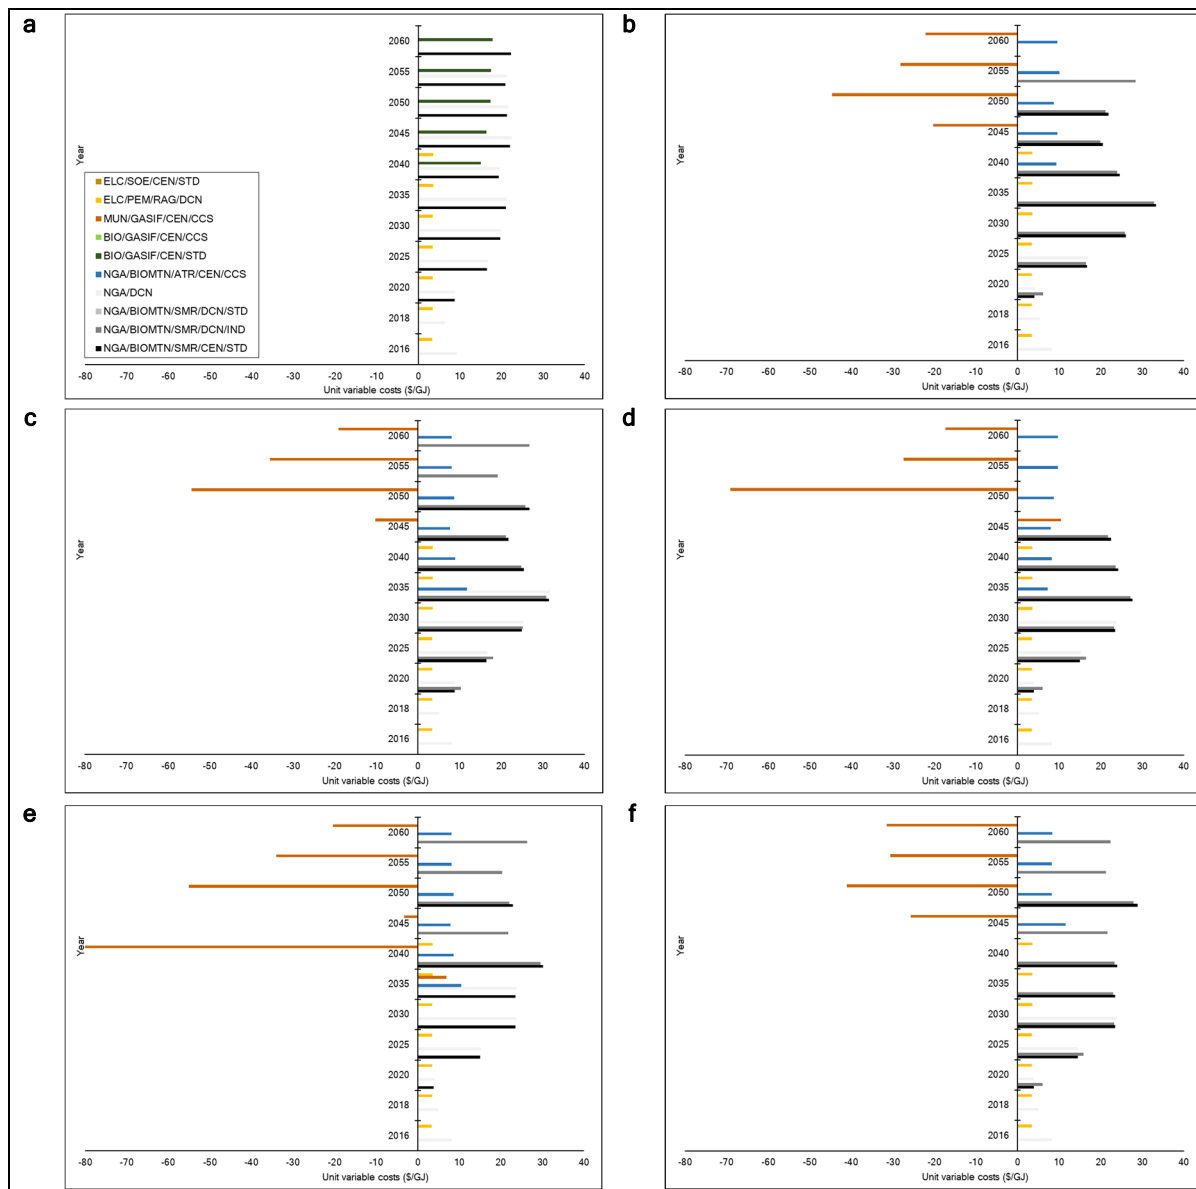 a
2060
2055
2050
2045
2040
2035
2030
2025
2020
2018
2016
Year
ELC/SOE/CEN/STD
ELC/PEM/RAG/DCN
MUN/GASIF/CEN/CCS
BIO/GASIF/CEN/CCS
BIO/GASIF/CEN/STD
NGA/BIOMTN/ATR/CEN/CCS
NGA/DCN
NGA/BIOMTN/SMR/DCN/STD
NGA/BIOMTN/SMR/DCN/IND
NGA/BIOMTN/SMR/CEN/STD
-80 -70 -60 -50 -40 -30 -20 -10 0 10 20 30 40
Unit variable costs ($/GJ)
b
2060
2055
2050
2045
2040
2035
2030
2025
2020
2018
2016
Year
-80 -70 -60 -50 -40 -30 -20 -10 0 10 20 30 40
Unit variable costs ($/GJ)
c
2060
2055
2050
2045
2040
2035
2030
2025
2020
2018
2016
Year
-80 -70 -60 -50 -40 -30 -20 -10 0 10 20 30 40
Unit variable costs ($/GJ)
d
2060
2055
2050
2045
2040
2035
2030
2025
2020
2018
2016
Year
-80 -70 -60 -50 -40 -30 -20 -10 0 10 20 30 40
Unit variable costs ($/GJ)
e
2060
2055
2050
2045
2040
2035
2030
2025
2020
2018
2016
Year
-80 -70 -60 -50 -40 -30 -20 -10 0 10 20 30 40
Unit variable costs ($/GJ)
f
2060
2055
2050
2045
2040
2035
2030
2025
2020
2018
2016
Year
-80 -70 -60 -50 -40 -30 -20 -10 0 10 20 30 40
Unit variable costs ($/GJ)